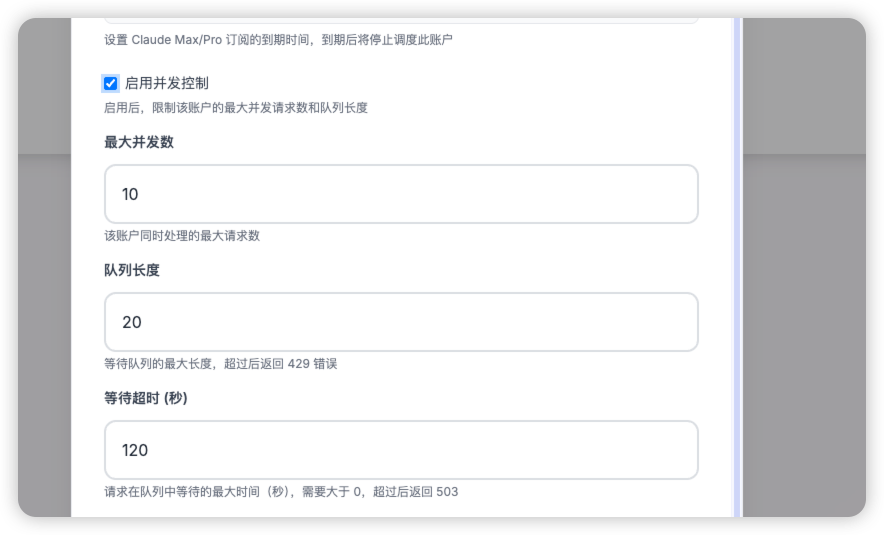 设置 Claude Max/Pro 订阅的到期时间，到期后将停止调度此账户
启用并发控制
启用后，限制该账户的最大并发请求数和队列长度
最大并发数
10
该账户同时处理的最大请求数
队列长度
20
等待队列的最大长度，超过后返回 429 错误
等待超时 (秒)
120
请求在队列中等待的最大时间（秒），需要大于 0，超过后返回 503